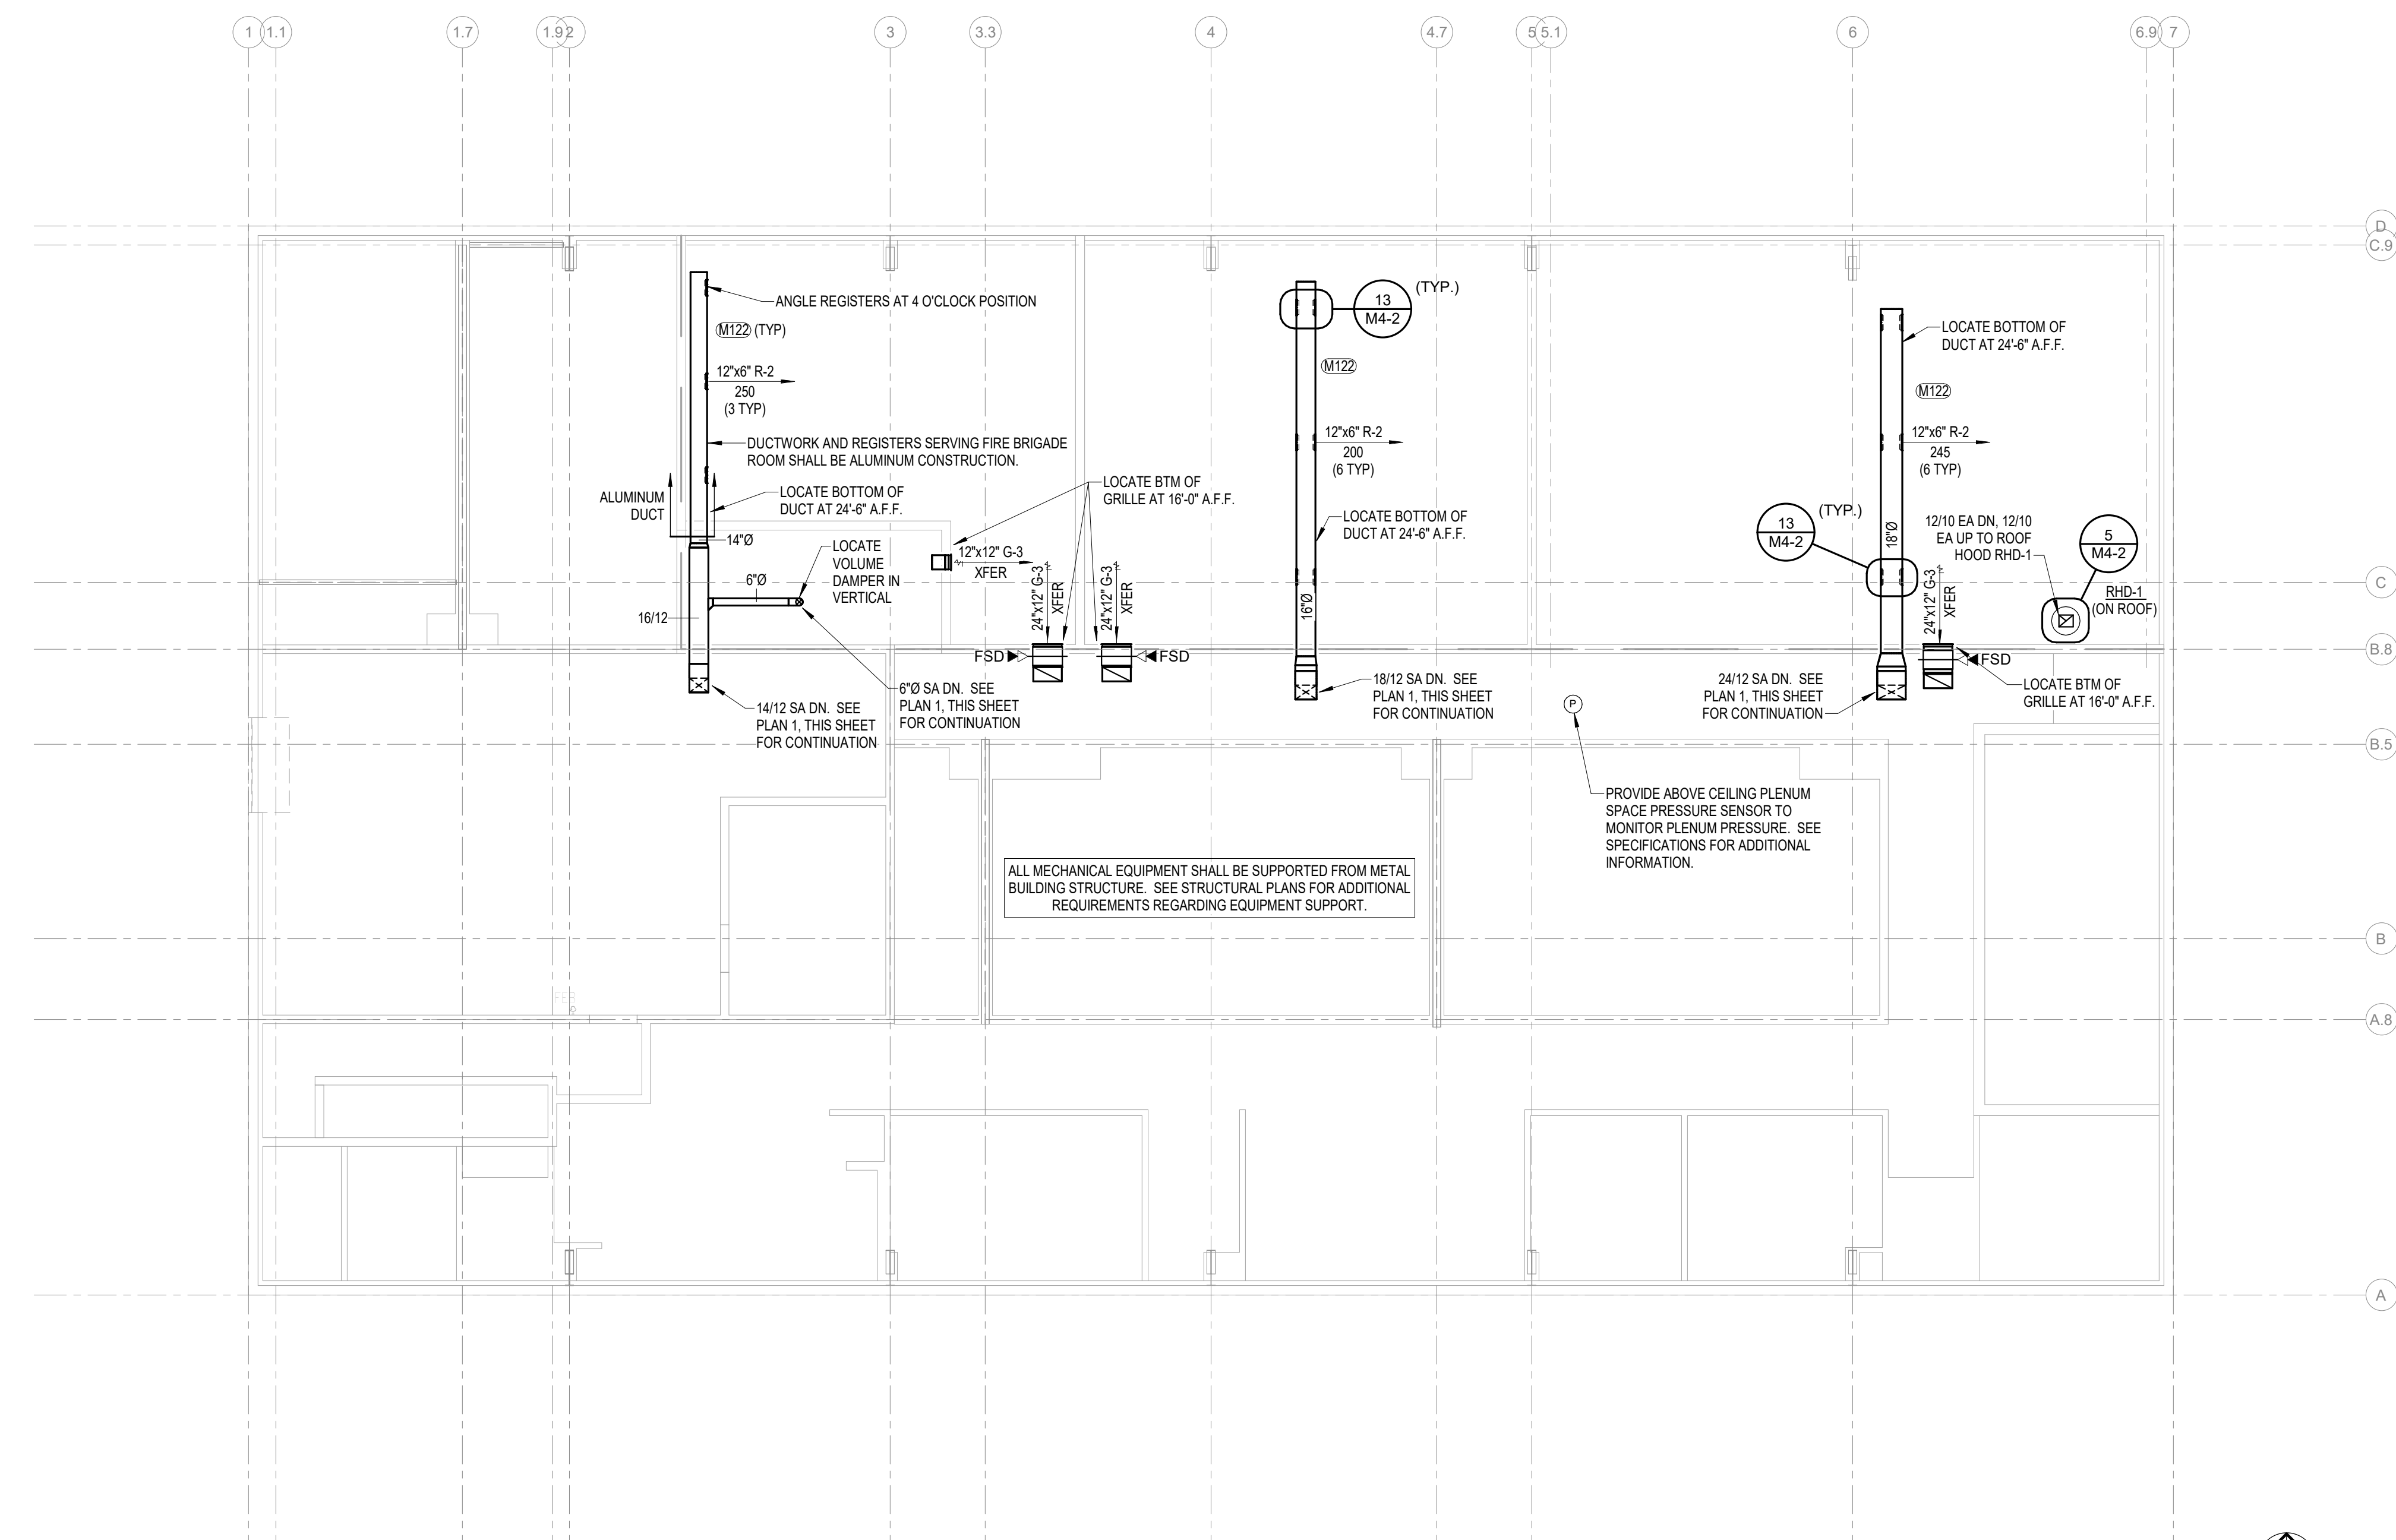 1
1.1
1.7
1.9
2
3
3.3
4
4.7
5
5.1
6
6.9
7
D
C.9
C
B.8
B.5
B
A.8
A
ANGLE REGISTERS AT 4 O'CLOCK POSITION
M122 (TYP)
12"x6" R-2
250
(3 TYP)
DUCTWORK AND REGISTERS SERVING FIRE BRIGADE
ROOM SHALL BE ALUMINUM CONSTRUCTION.
ALUMINUM
DUCT
LOCATE BOTTOM OF
DUCT AT 24'-6" A.F.F.
14"Ø
6"Ø
16/12
LOCATE
VOLUME
DAMPER IN
VERTICAL
12"x12" G-3
XFER
LOCATE BTM OF
GRILLE AT 16'-0" A.F.F.
24"x12" G-3
XFER
24"x12" G-3
XFER
FSD
FSD
14/12 SA DN. SEE
PLAN 1, THIS SHEET
FOR CONTINUATION
6"Ø SA DN. SEE
PLAN 1, THIS SHEET
FOR CONTINUATION
13
M4-2
(TYP.)
M122
12"x6" R-2
200
(6 TYP)
LOCATE BOTTOM OF
DUCT AT 24'-6" A.F.F.
16"Ø
18/12 SA DN. SEE
PLAN 1, THIS SHEET
FOR CONTINUATION
LOCATE BOTTOM OF
DUCT AT 24'-6" A.F.F.
M122
12"x6" R-2
245
(6 TYP)
13
M4-2
(TYP.)
18"Ø
12/10 EA DN, 12/10
EA UP TO ROOF
HOOD RHD-1
5
M4-2
RHD-1
(ON ROOF)
24"x12" G-3
XFER
FSD
LOCATE BTM OF
GRILLE AT 16'-0" A.F.F.
24/12 SA DN. SEE
PLAN 1, THIS SHEET
FOR CONTINUATION
P
PROVIDE ABOVE CEILING PLENUM
SPACE PRESSURE SENSOR TO
MONITOR PLENUM PRESSURE. SEE
SPECIFICATIONS FOR ADDITIONAL
INFORMATION.
ALL MECHANICAL EQUIPMENT SHALL BE SUPPORTED FROM METAL
BUILDING STRUCTURE. SEE STRUCTURAL PLANS FOR ADDITIONAL
REQUIREMENTS REGARDING EQUIPMENT SUPPORT.